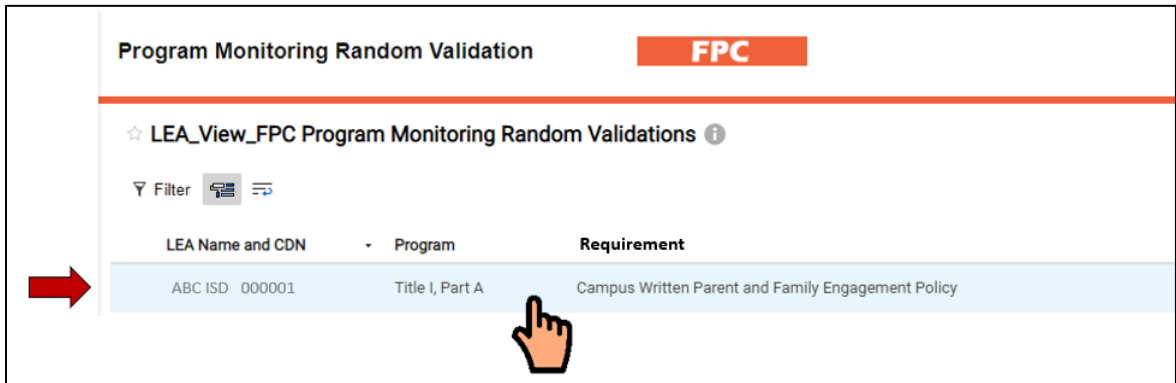 Program Monitoring Random Validation FPC
LEA_View_FPC Program Monitoring Random Validations
Filter
LEA Name and CDN Program Requirement
ABC ISD 000001 Title I, Part A Campus Written Parent and Family Engagement Policy